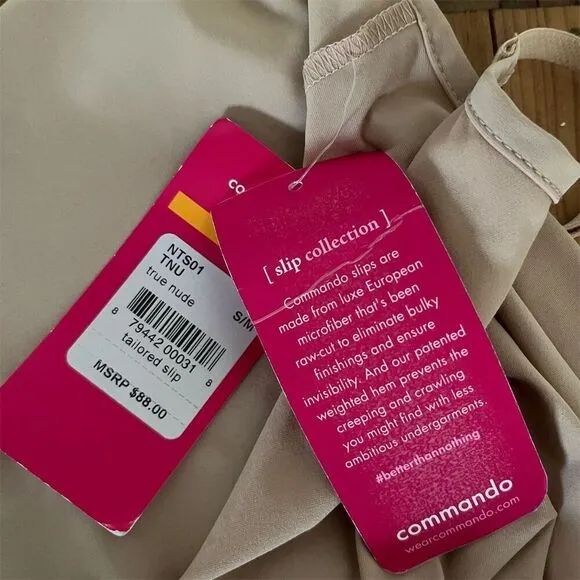 NTS01
TNU
true nude
S/M
8 79442 00031 8
tailored slip
MSRP $88.00
[ slip collection ]
Commando slips are
made from luxe European
microfiber that's been
raw-cut to eliminate bulky
finishings and ensure
invisibility. And our patented
weighted hem prevents the
creeping and crawling
you might find with less
ambitious undergarments.
#betterthannothing
commando
wearcommando.com